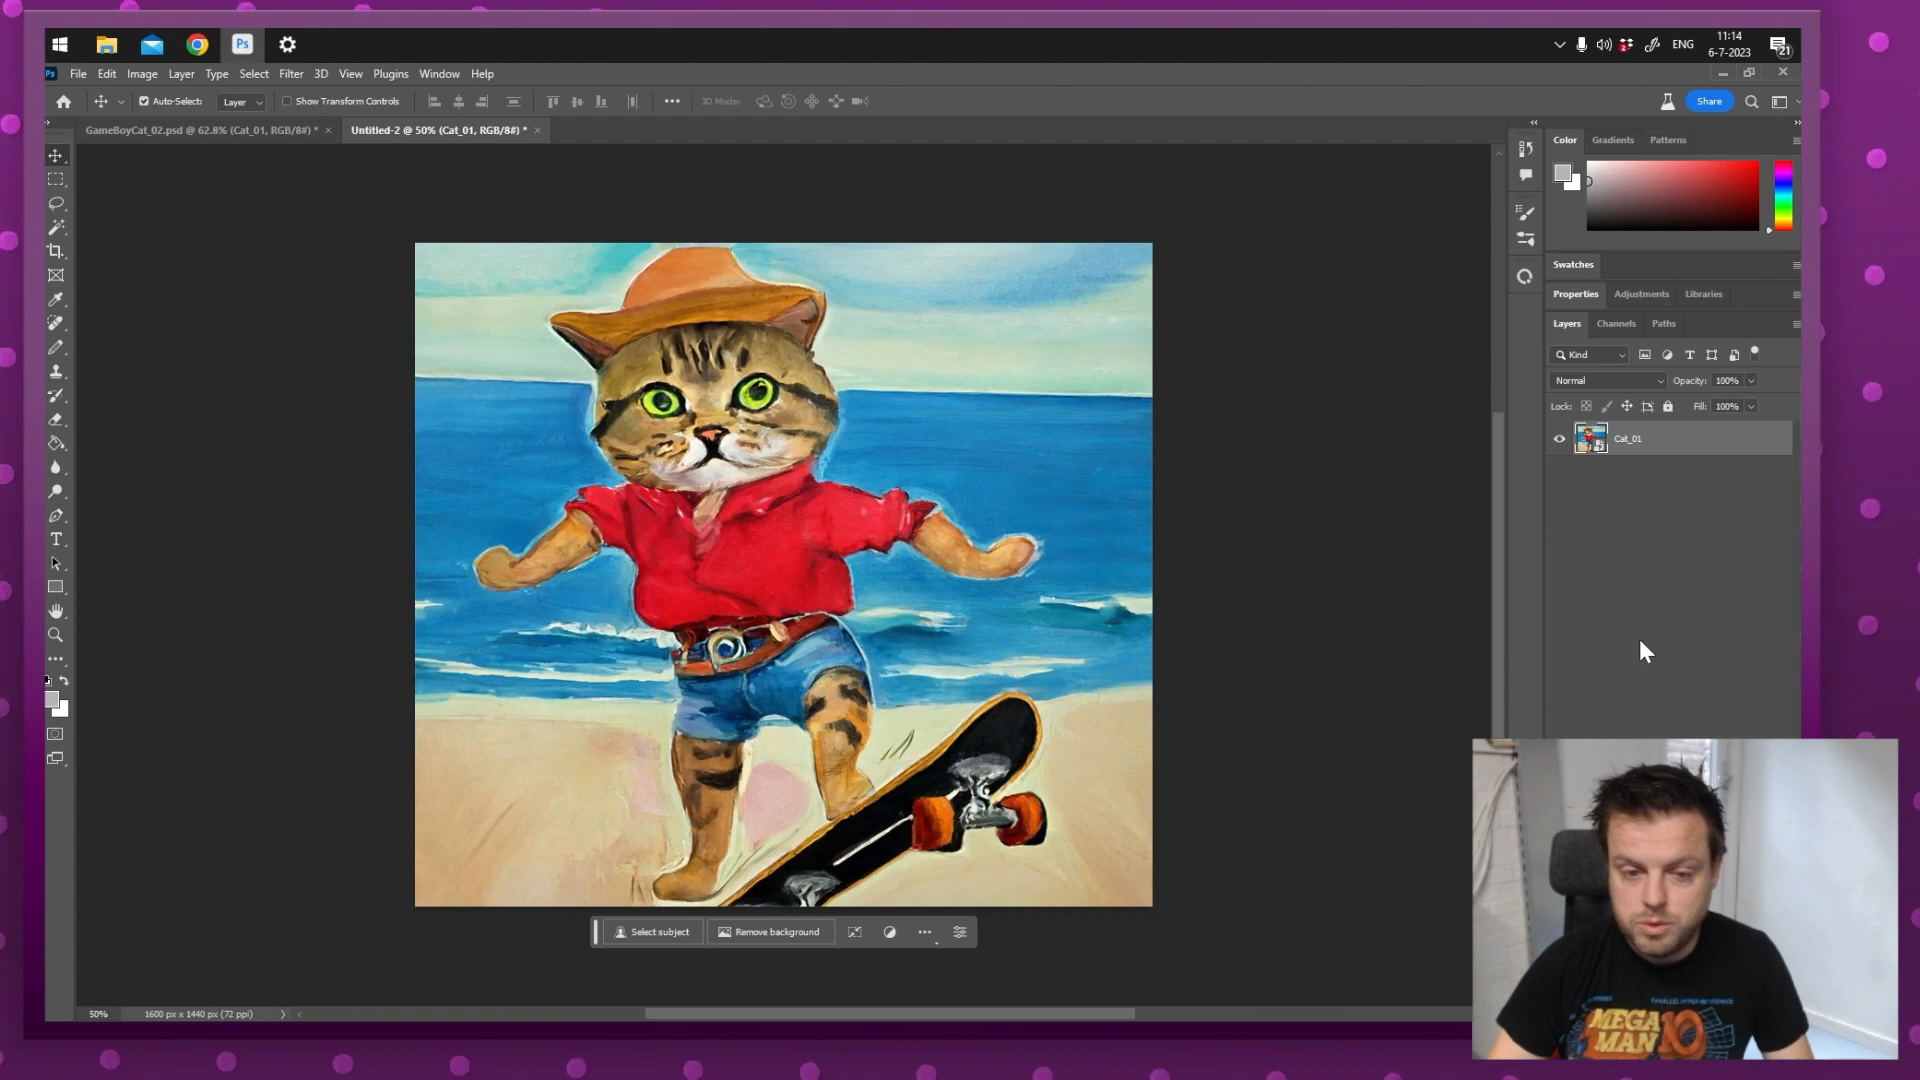 Ps
11:14
ENG
6-7-2023
21
Ps File Edit Image Layer Type Select Filter 3D View Plugins Window Help
Auto-Select: Layer Show Transform Controls ••• 3D Mode: Share
GameBoyCat_02.psd @ 62.8% (Cat_01, RGB/8#) * × Untitled-2 @ 50% (Cat_01, RGB/8#) * ×
Color Gradients Patterns
Swatches
Properties Adjustments Libraries
Layers Channels Paths
Kind
Normal Opacity: 100%
Lock: Fill: 100%
Cat_01
T
Select subject Remove background
50% 1600 px x 1440 px (72 ppi)
MEGA
MAN 10